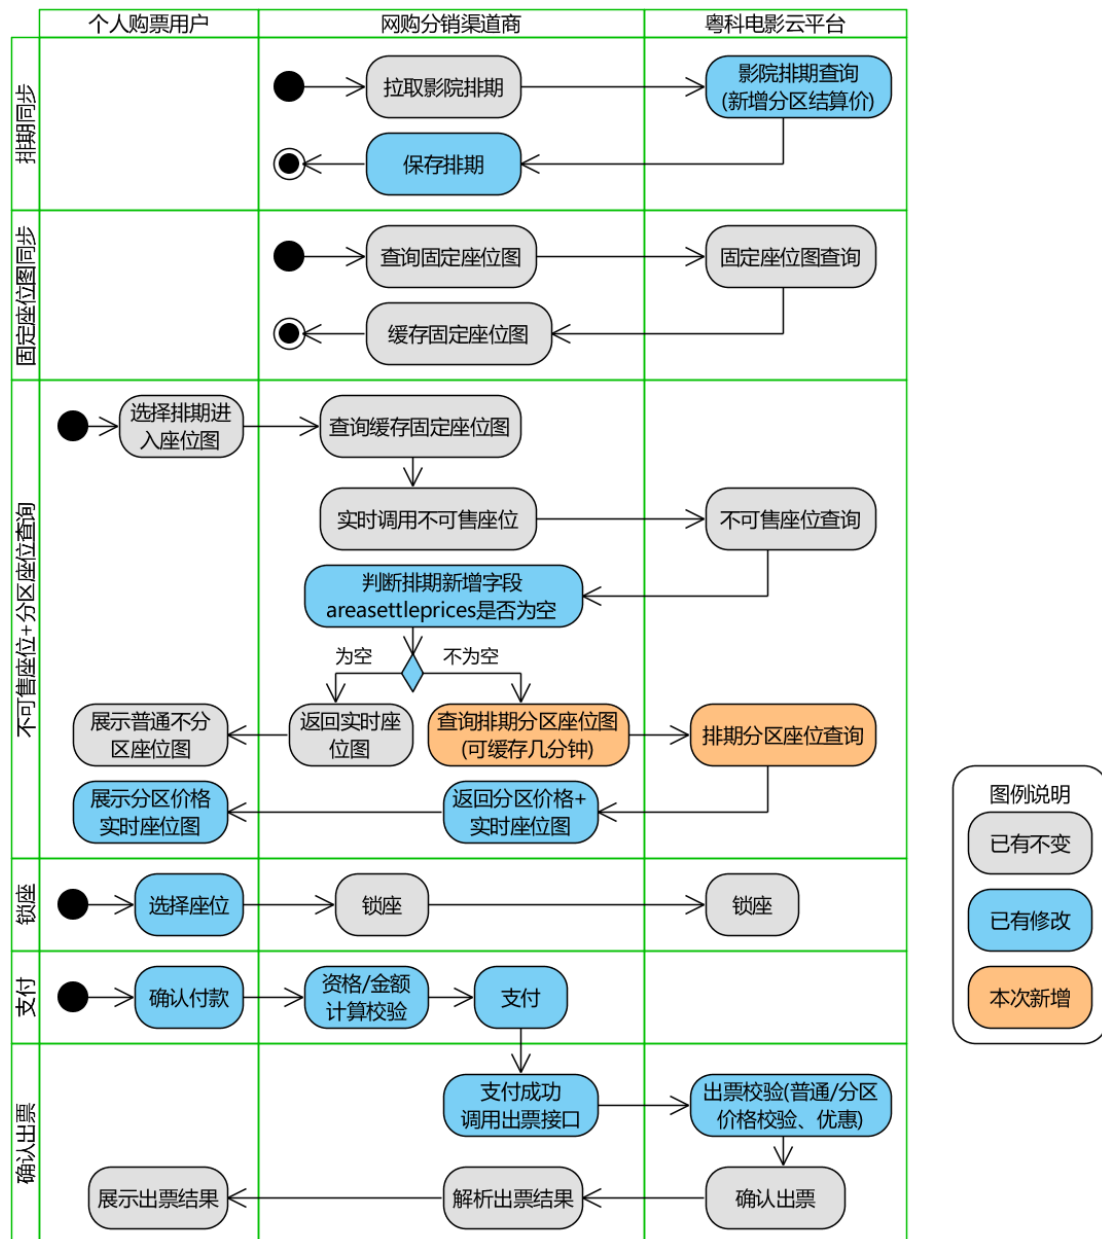 个人购票用户
网购分销渠道商
粤科电影云平台
排期同步
拉取影院排期
影院排期查询
(新增分区结算价)
保存排期
固定座位图同步
查询固定座位图
固定座位图查询
缓存固定座位图
不可售座位+分区座位查询
选择排期进
入座位图
查询缓存固定座位图
实时调用不可售座位
不可售座位查询
判断排期新增字段
areasettleprices是否为空
为空
不为空
展示普通不分
区座位图
返回实时座
位图
查询排期分区座位图
(可缓存几分钟)
排期分区座位查询
展示分区价格
实时座位图
返回分区价格+
实时座位图
锁座
选择座位
锁座
锁座
支付
确认付款
资格/金额
计算校验
支付
确认出票
支付成功
调用出票接口
出票校验(普通/分区
价格校验、优惠)
展示出票结果
解析出票结果
确认出票
图例说明
已有不变
已有修改
本次新增